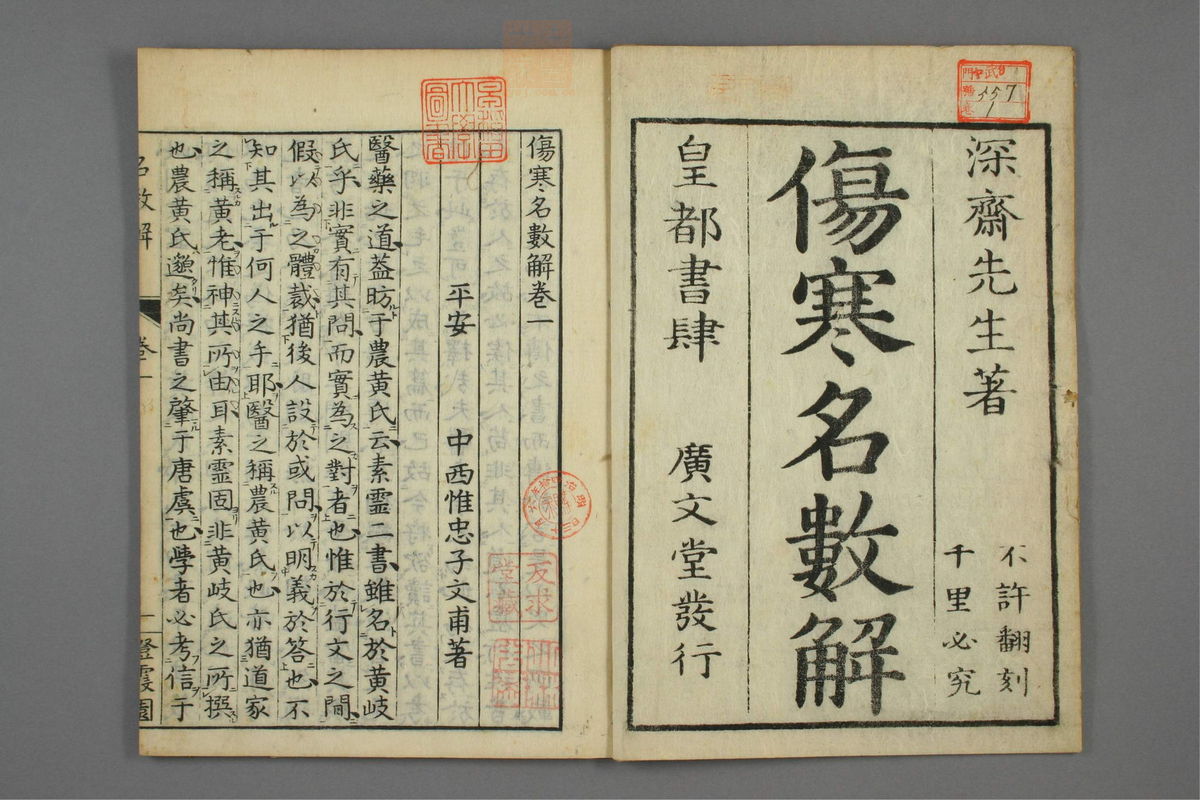 深齋先生著
不許翻刻
千里必究
傷寒名數解
皇都書肆　廣文堂發行
傷寒名數解卷一
平安　中西惟忠子文甫著
醫藥之道蓋昉于農黃氏云素靈二書雖名於黃岐
氏乎非實有其問而實為之對者也惟於行文之間
假以為之體裁猶後人設於或問以明義於答也不
知其出于何人之手耶醫之稱農黃氏也亦猶道家
之稱黃老惟神其所由耳素靈固非黃岐氏之所撰
也農黃氏邈矣尚書之肇于唐虞也學者必考信于
名數解　卷一　一